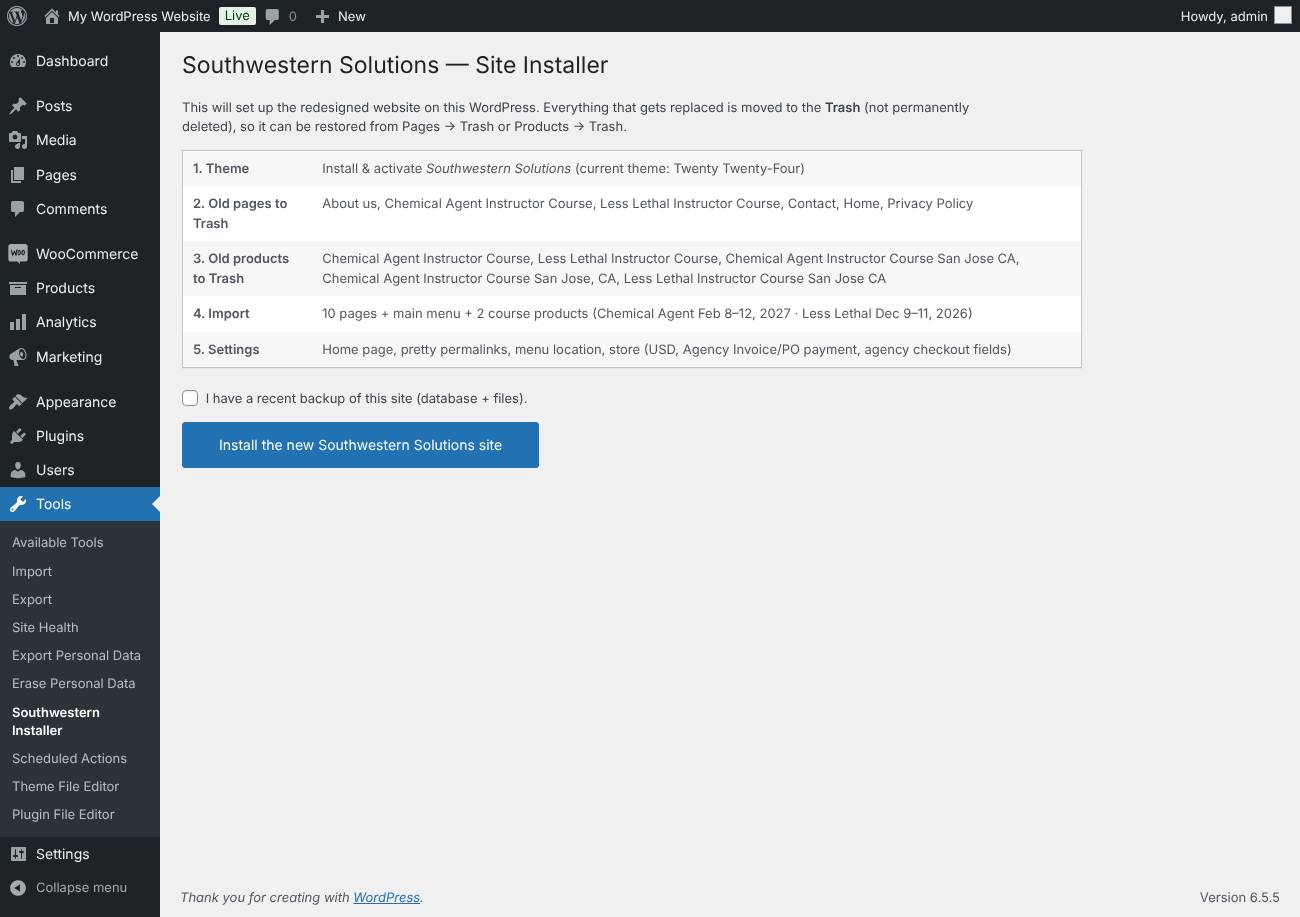 My WordPress Website Live 0 New Howdy, admin
Dashboard
Posts
Media
Pages
Comments
WooCommerce
Products
Analytics
Marketing
Appearance
Plugins
Users
Tools
Available Tools
Import
Export
Site Health
Export Personal Data
Erase Personal Data
Southwestern
Installer
Scheduled Actions
Theme File Editor
Plugin File Editor
Settings
Collapse menu
Southwestern Solutions — Site Installer
This will set up the redesigned website on this WordPress. Everything that gets replaced is moved to the Trash (not permanently
deleted), so it can be restored from Pages → Trash or Products → Trash.
1. Theme Install & activate Southwestern Solutions (current theme: Twenty Twenty-Four)
2. Old pages to About us, Chemical Agent Instructor Course, Less Lethal Instructor Course, Contact, Home, Privacy Policy
Trash
3. Old products Chemical Agent Instructor Course, Less Lethal Instructor Course, Chemical Agent Instructor Course San Jose CA,
to Trash Chemical Agent Instructor Course San Jose, CA, Less Lethal Instructor Course San Jose CA
4. Import 10 pages + main menu + 2 course products (Chemical Agent Feb 8–12, 2027 · Less Lethal Dec 9–11, 2026)
5. Settings Home page, pretty permalinks, menu location, store (USD, Agency Invoice/PO payment, agency checkout fields)
I have a recent backup of this site (database + files).
Install the new Southwestern Solutions site
Thank you for creating with WordPress. Version 6.5.5